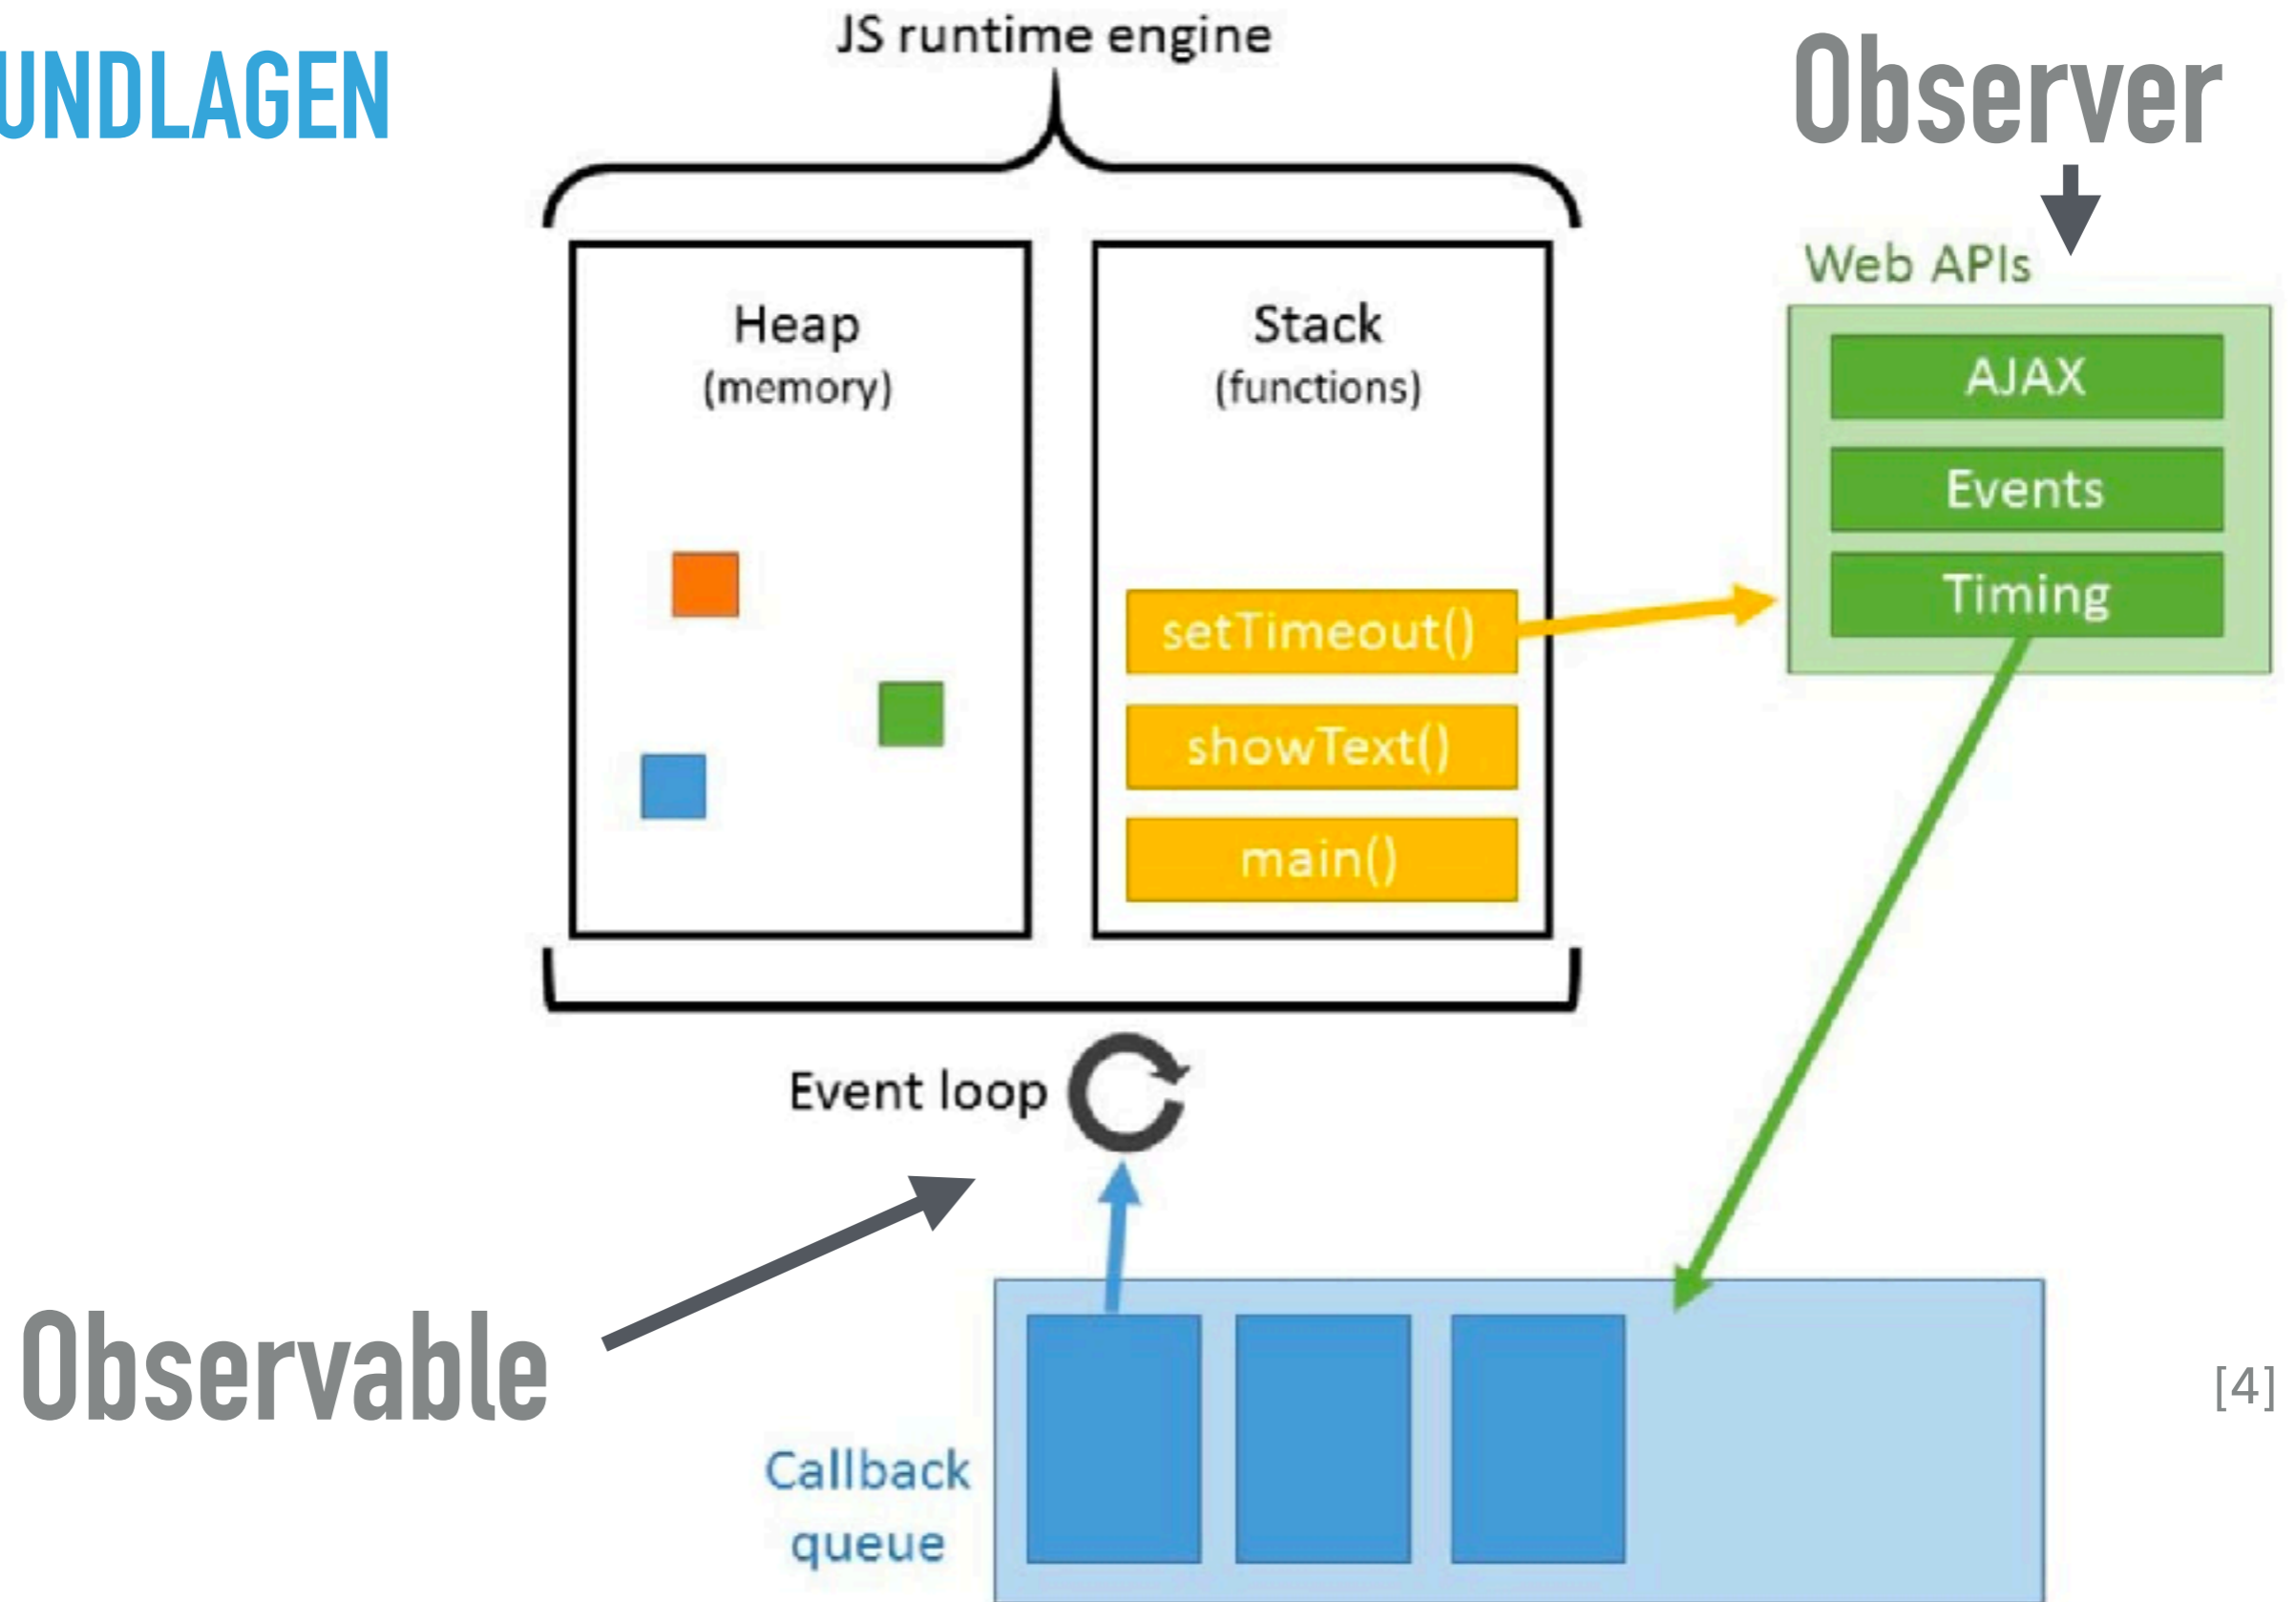 UNDLAGEN
JS runtime engine
Observer
Web APIs
Heap
(memory)
Stack
(functions)
AJAX
Events
Timing
setTimeout()
showText()
main()
Event loop
Observable
[4]
Callback
queue